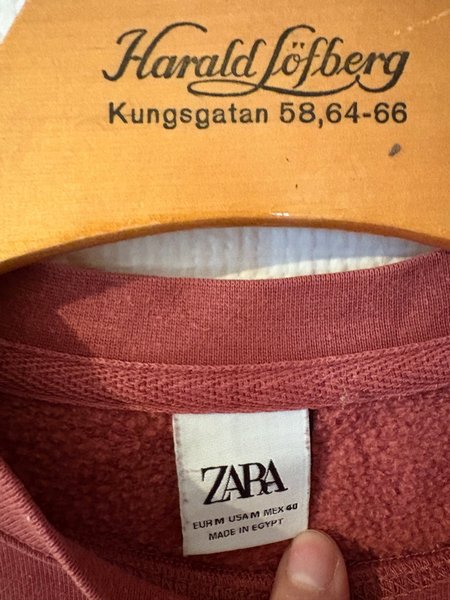 Harald Löfberg
Kungsgatan 58,64-66
ZARA
EUR M USA M MEX 40
MADE IN EGYPT